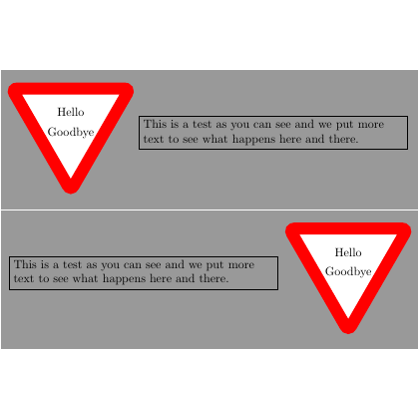 Hello
Goodbye
This is a test as you can see and we put more
text to see what happens here and there.
This is a test as you can see and we put more
text to see what happens here and there.
Hello
Goodbye